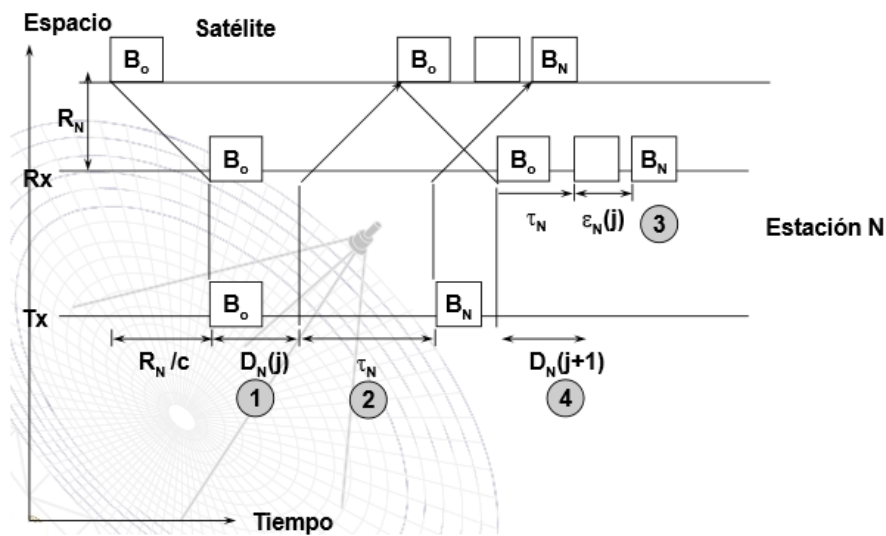 Espacio
Satélite
B₀ B₀ B_N
R_N
B₀ B₀ B_N
Rx
τ_N ε_N(j) 3
Estación N
B₀ B_N
Tx
R_N /c D_N(j) τ_N D_N(j+1)
1 2 4
Tiempo